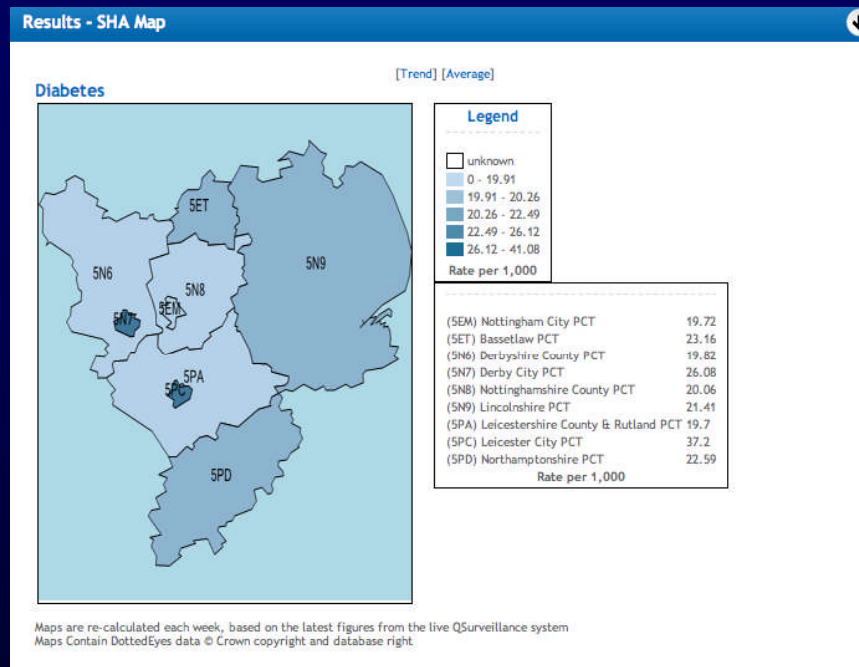 Results - SHA Map
[Trend] [Average]
Diabetes
5ET
5N9
5N6
5N8
5EM
5N7
5PA
5PC
5PD
Legend
unknown
0 - 19.91
19.91 - 20.26
20.26 - 22.49
22.49 - 26.12
26.12 - 41.08
Rate per 1,000
(5EM) Nottingham City PCT 19.72
(5ET) Bassetlaw PCT 23.16
(5N6) Derbyshire County PCT 19.82
(5N7) Derby City PCT 26.08
(5N8) Nottinghamshire County PCT 20.06
(5N9) Lincolnshire PCT 21.41
(5PA) Leicestershire County & Rutland PCT 19.7
(5PC) Leicester City PCT 37.2
(5PD) Northamptonshire PCT 22.59
Rate per 1,000
Maps are re-calculated each week, based on the latest figures from the live QSurveillance system
Maps Contain DottedEyes data © Crown copyright and database right